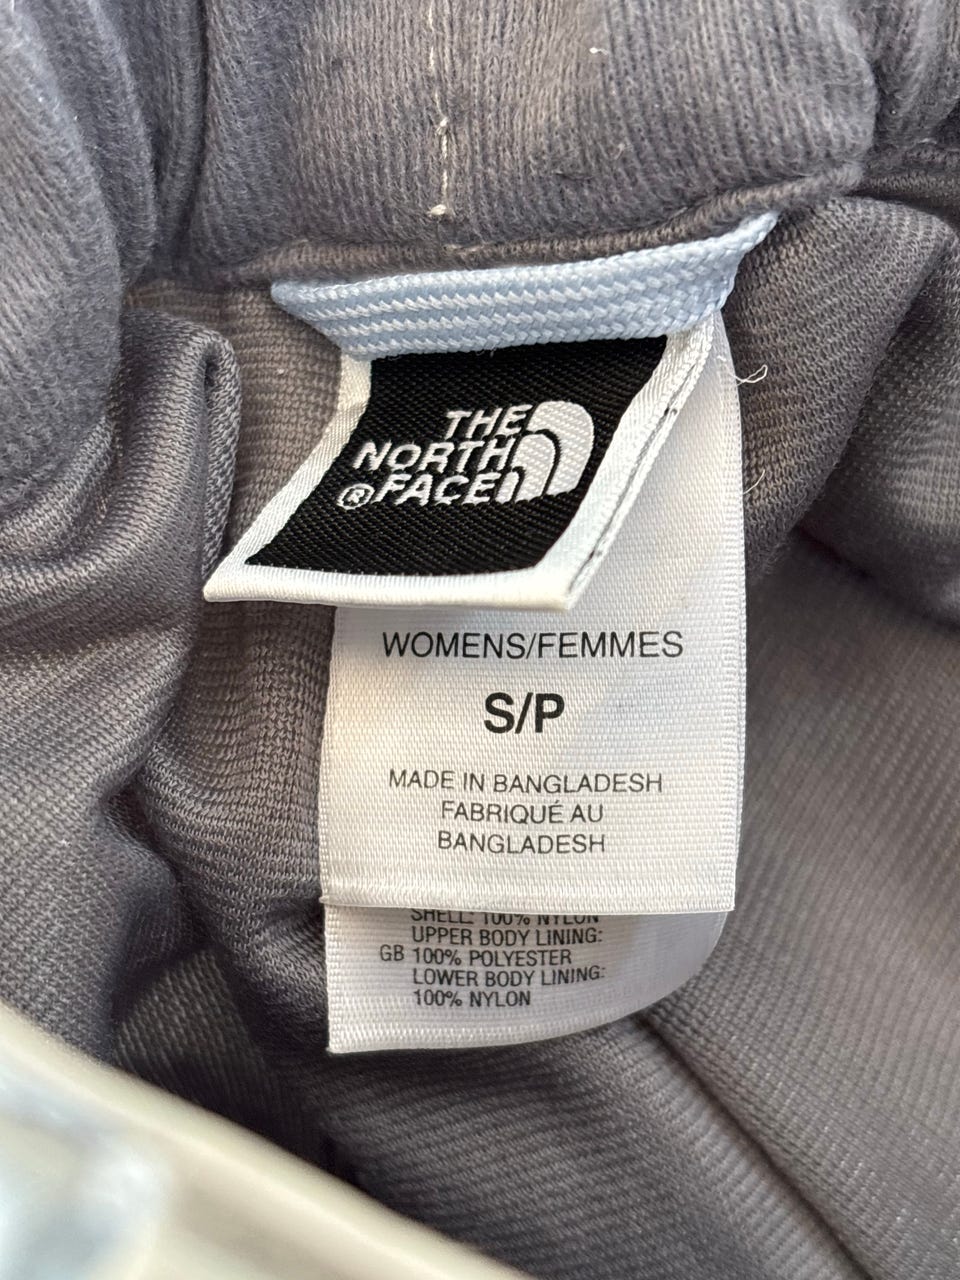 THE
NORTH
® FACE
WOMENS/FEMMES
S/P
MADE IN BANGLADESH
FABRIQUÉ AU
BANGLADESH
SHELL: 100% NYLON
UPPER BODY LINING:
GB 100% POLYESTER
LOWER BODY LINING:
100% NYLON